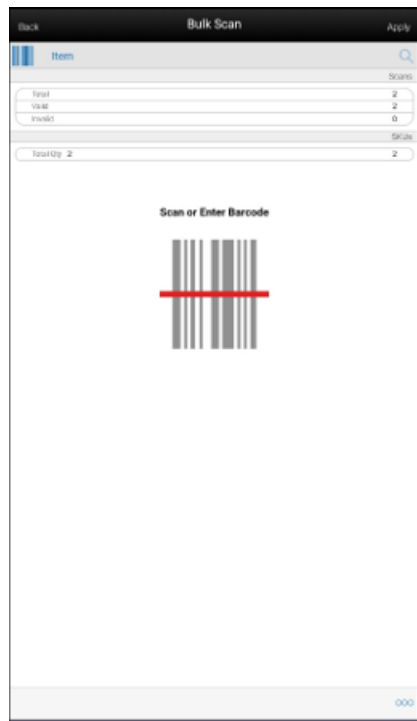 Back Bulk Scan Apply
Item
Scans
Total 2
Valid 2
Invalid 0
SKUs
Total Qty 2 2
Scan or Enter Barcode